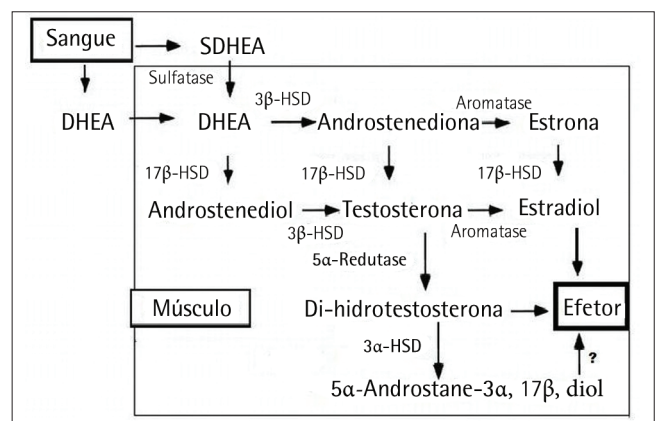 Sangue SDHEA
Sulfatase
3β-HSD Aromatase
DHEA DHEA Androstenediona Estrona
17β-HSD 17β-HSD 17β-HSD
Androstenediol Testosterona Estradiol
3β-HSD Aromatase
5α-Redutase
Músculo Di-hidrotestosterona Efetor
3α-HSD ?
5α-Androstane-3α, 17β, diol